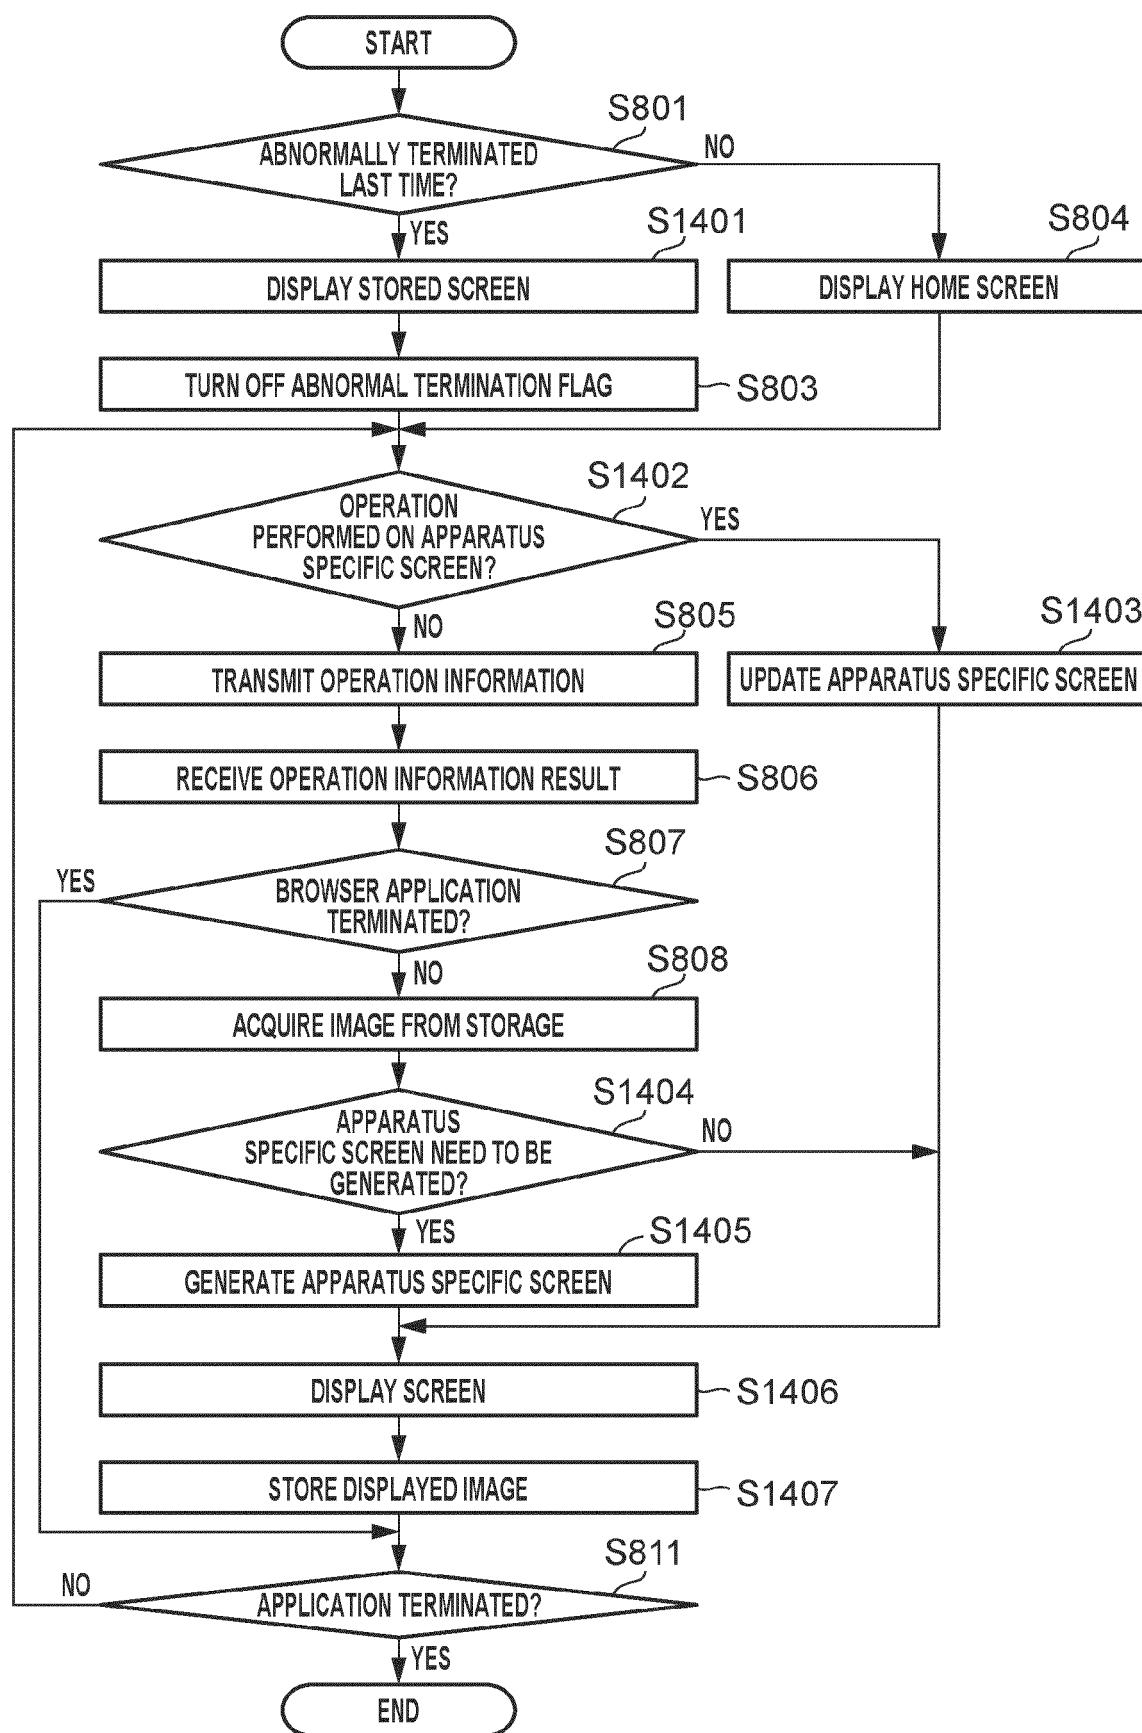 START
S801
ABNORMALLY TERMINATED
LAST TIME?
NO
YES
S1401
DISPLAY STORED SCREEN
S804
DISPLAY HOME SCREEN
TURN OFF ABNORMAL TERMINATION FLAG
S803
S1402
OPERATION
PERFORMED ON APPARATUS
SPECIFIC SCREEN?
YES
NO
S805
TRANSMIT OPERATION INFORMATION
S1403
UPDATE APPARATUS SPECIFIC SCREEN
RECEIVE OPERATION INFORMATION RESULT
S806
S807
YES
BROWSER APPLICATION
TERMINATED?
NO
S808
ACQUIRE IMAGE FROM STORAGE
S1404
APPARATUS
SPECIFIC SCREEN NEED TO BE
GENERATED?
NO
YES
S1405
GENERATE APPARATUS SPECIFIC SCREEN
DISPLAY SCREEN
S1406
STORE DISPLAYED IMAGE
S1407
S811
NO
APPLICATION TERMINATED?
YES
END